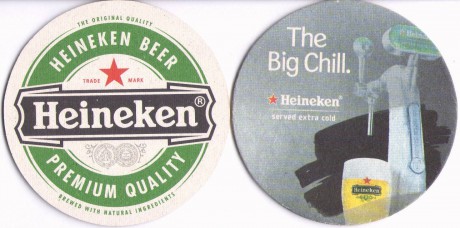 THE ORIGINAL QUALITY
HEINEKEN BEER
TRADE MARK
Heineken®
PREMIUM QUALITY
BREWED WITH NATURAL INGREDIENTS
The
Big Chill.
Heineken®
served extra cold
Heineken